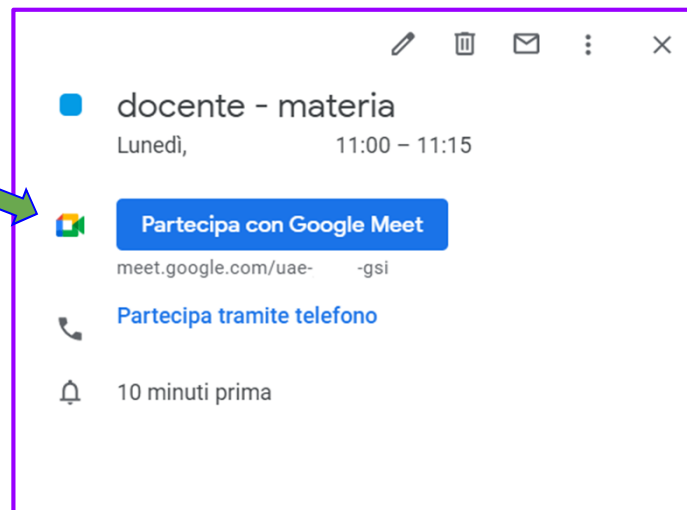 docente - materia
Lunedì, 11:00 – 11:15
Partecipa con Google Meet
meet.google.com/uae- -gsi
Partecipa tramite telefono
10 minuti prima